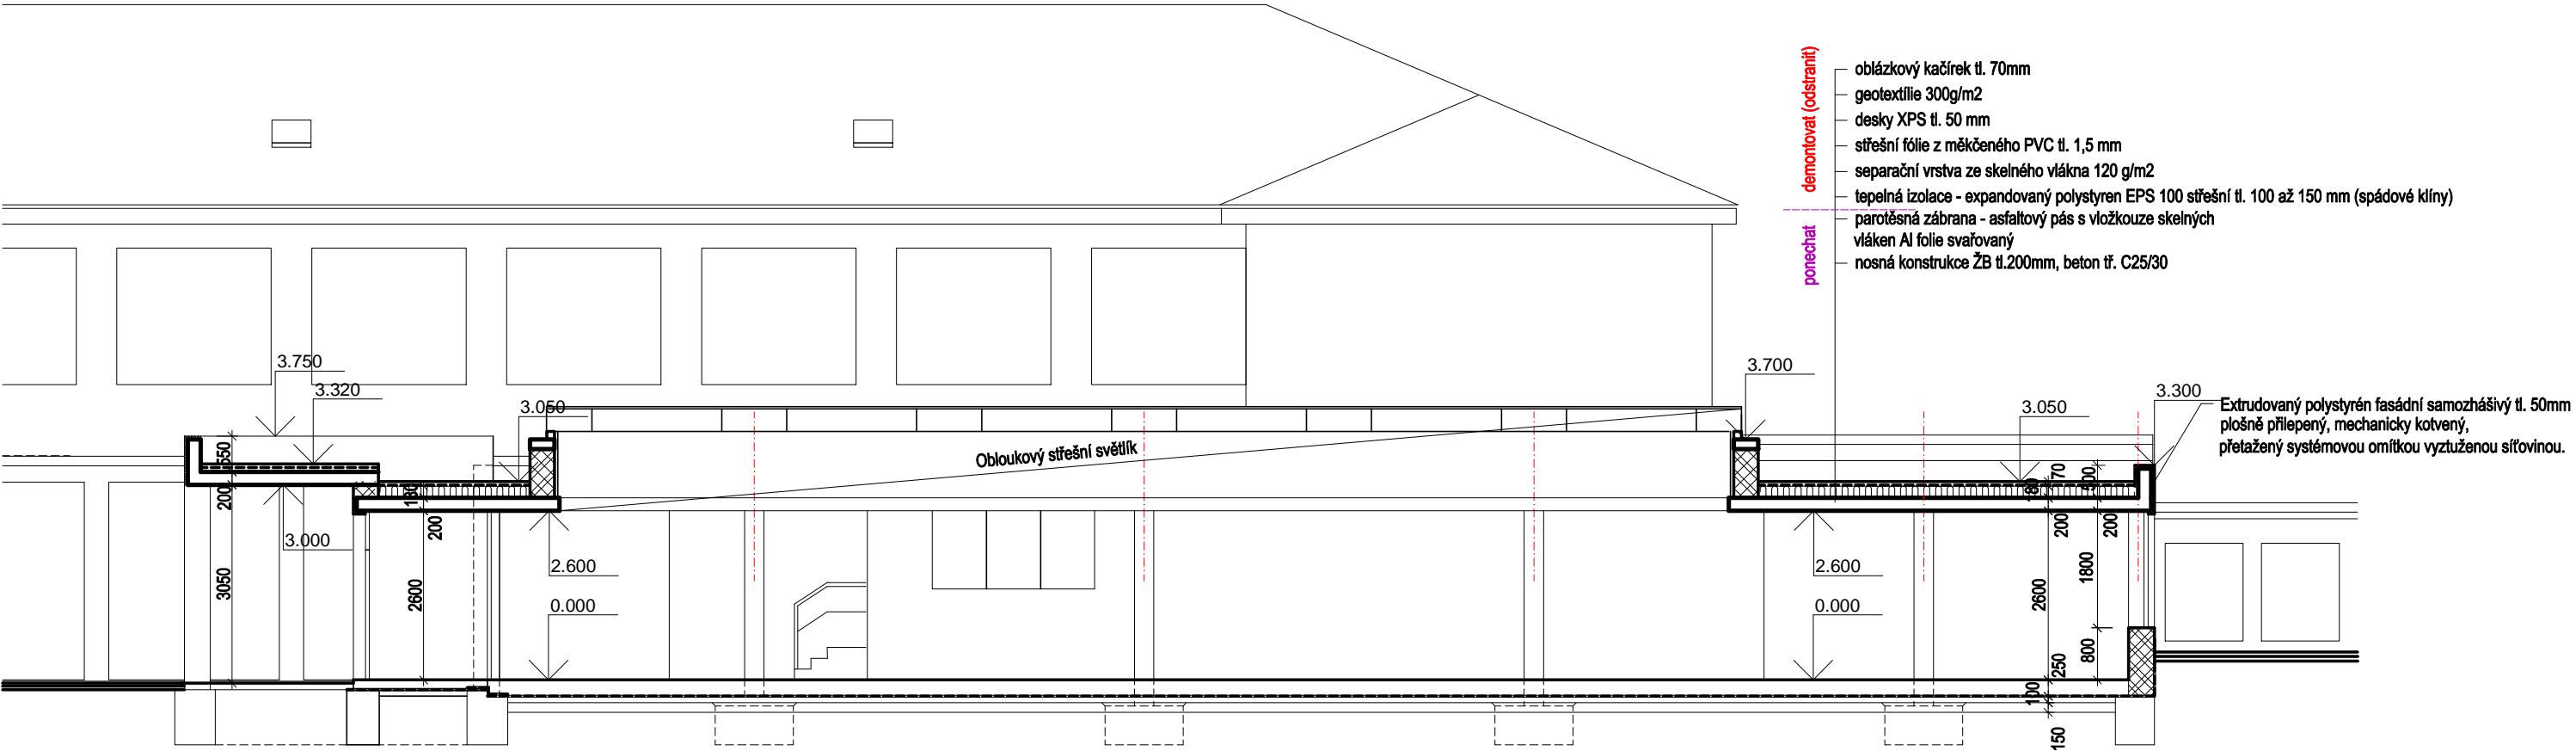 demontovat (odstranit)
oblázkový kačírek tl. 70mm
geotextílie 300g/m2
desky XPS tl. 50 mm
střešní fólie z měkčeného PVC tl. 1,5 mm
separační vrstva ze skelného vlákna 120 g/m2
tepelná izolace - expandovaný polystyren EPS 100 střešní tl. 100 až 150 mm (spádové klíny)
ponechat
parotěsná zábrana - asfaltový pás s vložkouze skelných
vláken Al folie svařovaný
nosná konstrukce ŽB tl.200mm, beton tř. C25/30
3.750
3.320
3.050
3.700
3.050
3.300
Extrudovaný polystyrén fasádní samozhášivý tl. 50mm
plošně přilepený, mechanicky kotvený,
přetažený systémovou omítkou vyztuženou síťovinou.
Obloukový střešní světlík
550
200
3050
3.000
180
200
2600
2.600
0.000
2.600
0.000
180
70
500
200
200
1800
2600
800
250
100
150